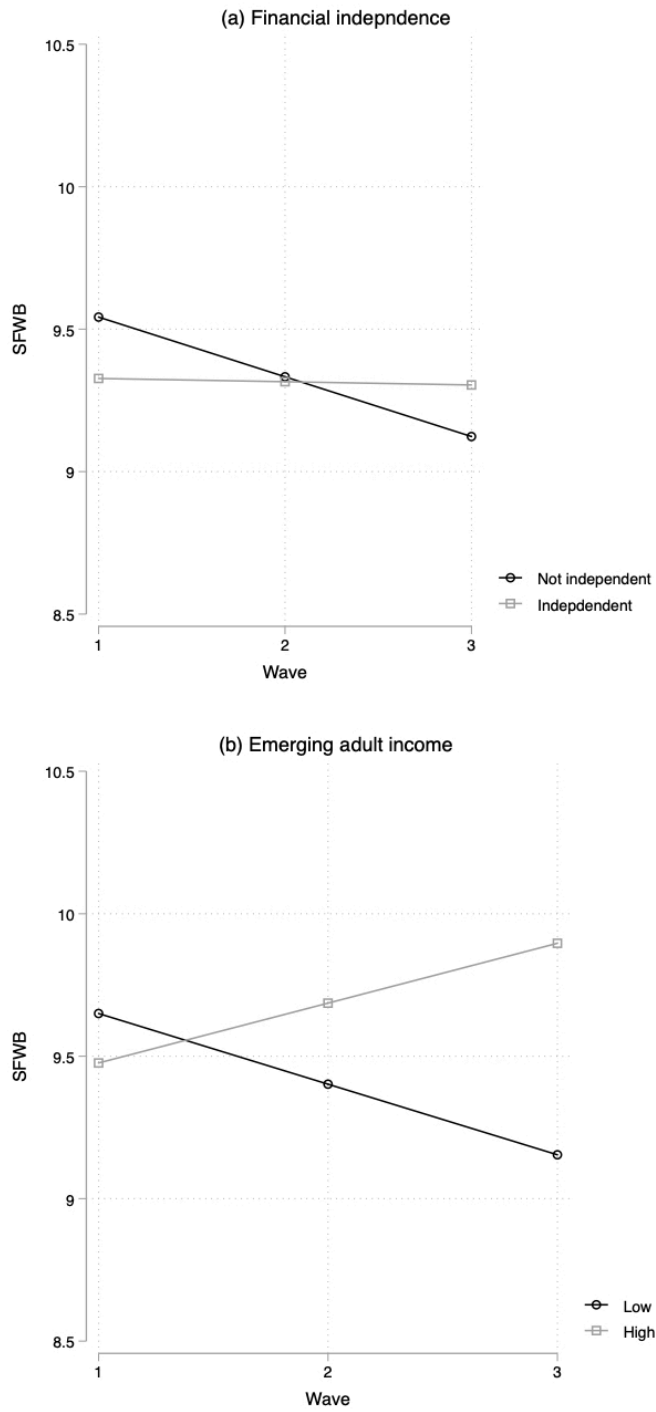 (a) Financial indepndence
10.5
10
9.5
9
8.5
SFWB
1 2 3
Wave
Not independent
Indepdendent
(b) Emerging adult income
10.5
10
9.5
9
8.5
SFWB
1 2 3
Wave
Low
High